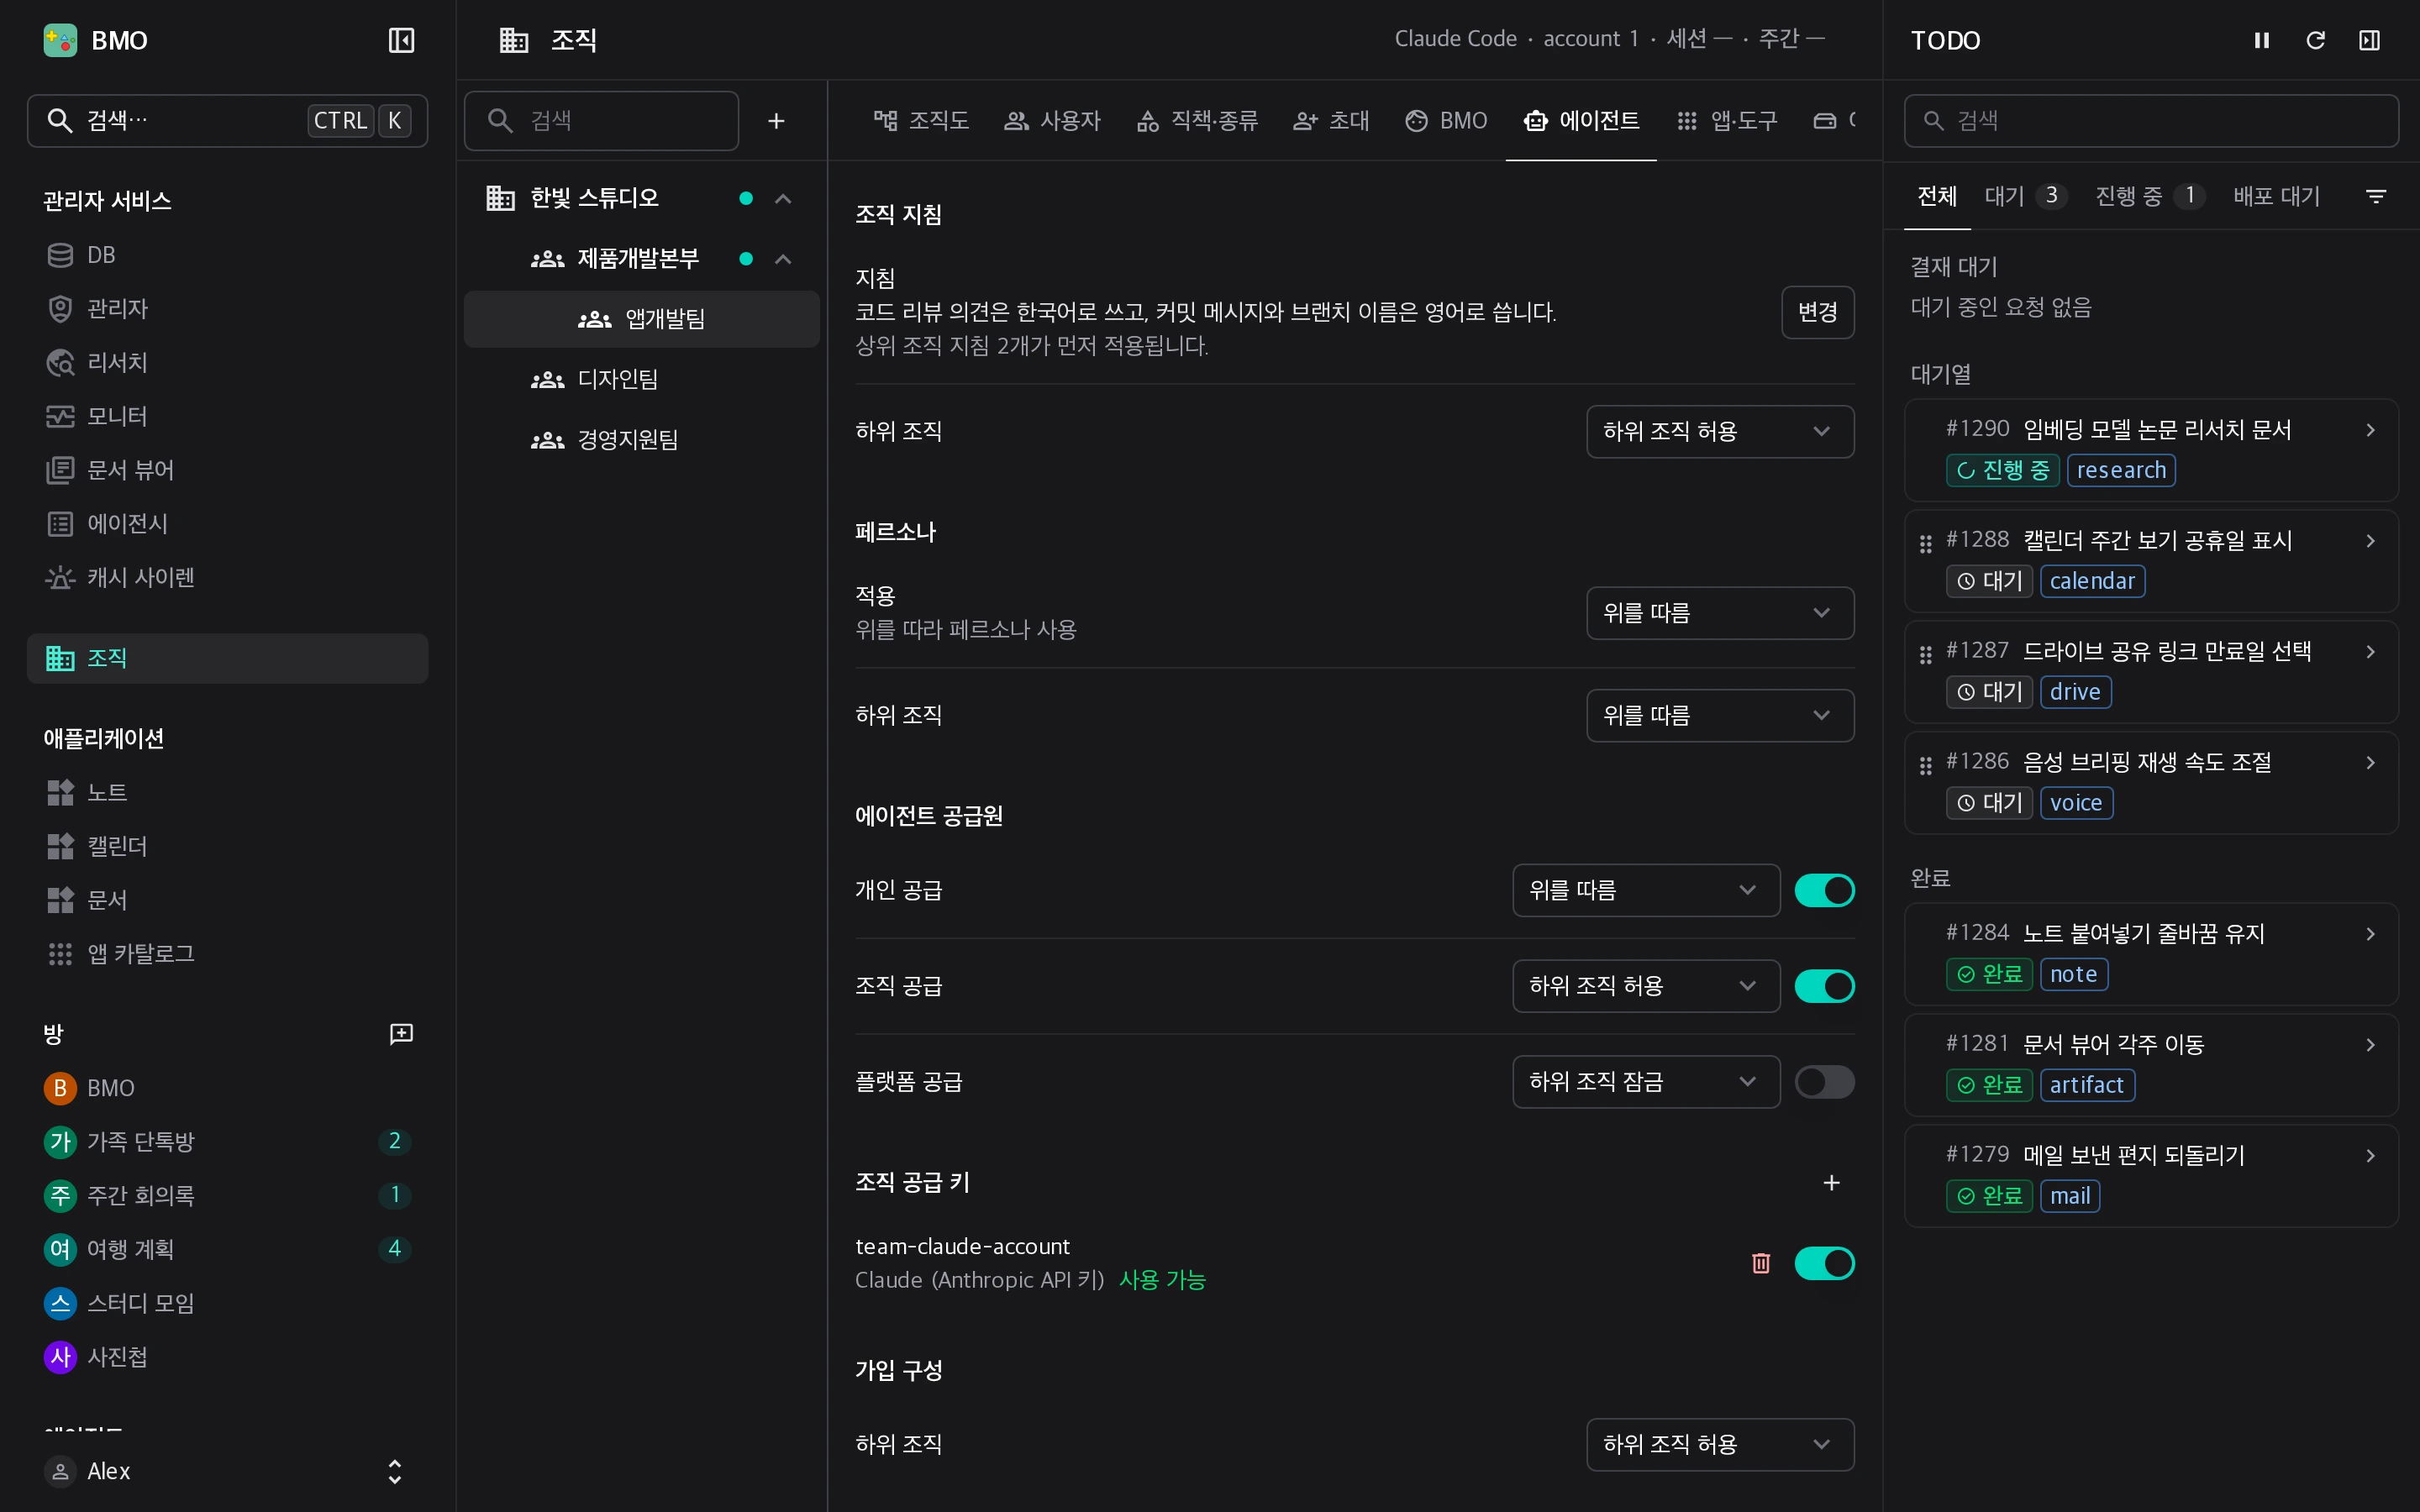 BMO
검색…
CTRL K
관리자 서비스
DB
관리자
리서치
모니터
문서 뷰어
에이전시
캐시 사이렌
조직
애플리케이션
노트
캘린더
문서
앱 카탈로그
방
B BMO
가 가족 단톡방 2
주 주간 회의록 1
여 여행 계획 4
스 스터디 모임
사 사진첩
Alex
조직
Claude Code · account 1 · 세션 — · 주간 —
검색
한빛 스튜디오
제품개발본부
앱개발팀
디자인팀
경영지원팀
조직도 사용자 직책·종류 초대 BMO 에이전트 앱·도구
조직 지침
지침
코드 리뷰 의견은 한국어로 쓰고, 커밋 메시지와 브랜치 이름은 영어로 씁니다.
변경
상위 조직 지침 2개가 먼저 적용됩니다.
하위 조직 하위 조직 허용
페르소나
적용
위를 따라 페르소나 사용
위를 따름
하위 조직 위를 따름
에이전트 공급원
개인 공급 위를 따름
조직 공급 하위 조직 허용
플랫폼 공급 하위 조직 잠금
조직 공급 키
team-claude-account
Claude (Anthropic API 키) 사용 가능
가입 구성
하위 조직 하위 조직 허용
TODO
검색
전체 대기 3 진행 중 1 배포 대기
결재 대기
대기 중인 요청 없음
대기열
#1290 임베딩 모델 논문 리서치 문서
진행 중 research
#1288 캘린더 주간 보기 공휴일 표시
대기 calendar
#1287 드라이브 공유 링크 만료일 선택
대기 drive
#1286 음성 브리핑 재생 속도 조절
대기 voice
완료
#1284 노트 붙여넣기 줄바꿈 유지
완료 note
#1281 문서 뷰어 각주 이동
완료 artifact
#1279 메일 보낸 편지 되돌리기
완료 mail